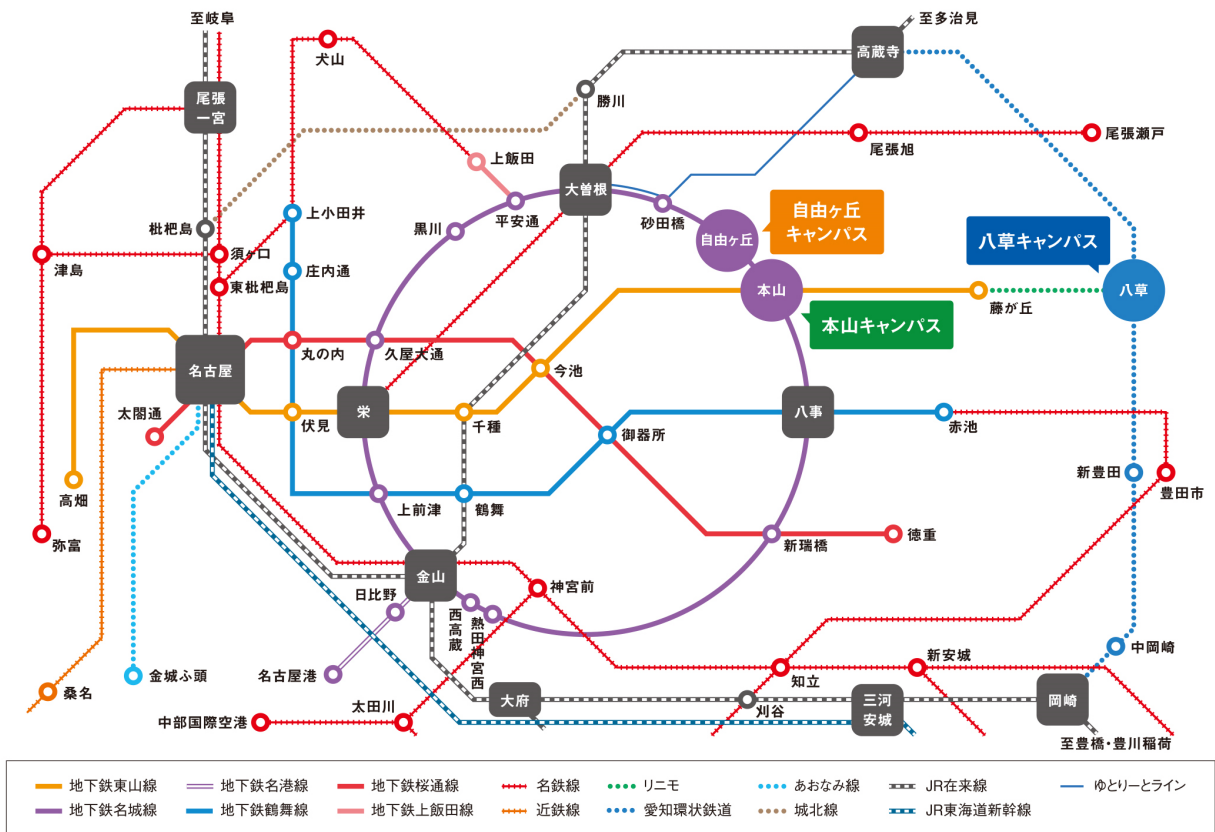 至岐阜
至多治見
犬山
高蔵寺
尾張
一宮
勝川
尾張旭
尾張瀬戸
上飯田
大曽根
平安通
砂田橋
自由ヶ丘
キャンパス
上小田井
枇杷島
黒川
自由ヶ丘
八草キャンパス
津島
須ヶ口
庄内通
東枇杷島
本山
藤が丘
八草
本山キャンパス
丸の内
久屋大通
名古屋
今池
太閤通
伏見
栄
千種
八事
赤池
御器所
高畑
新豊田
豊田市
上前津
鶴舞
弥富
新瑞橋
徳重
金山
神宮前
日比野
西高蔵
熱田神宮西
中岡崎
金城ふ頭
名古屋港
知立
新安城
桑名
大府
太田川
中部国際空港
刈谷
三河
安城
岡崎
至豊橋・豊川稲荷
地下鉄東山線
地下鉄名港線
地下鉄桜通線
名鉄線
リニモ
あおなみ線
JR在来線
ゆとりーとライン
地下鉄名城線
地下鉄鶴舞線
地下鉄上飯田線
近鉄線
愛知環状鉄道
城北線
JR東海道新幹線